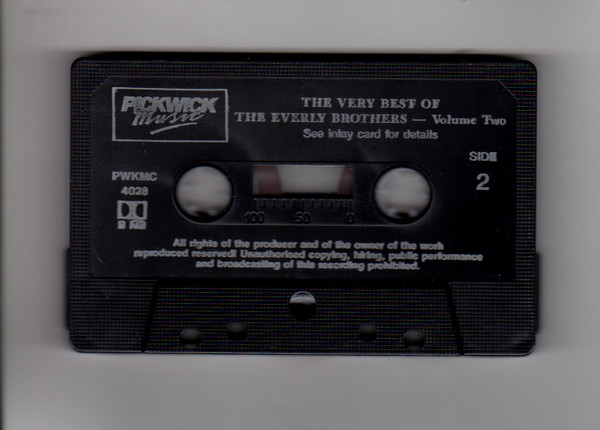 PICKWICK
Music
THE VERY BEST OF
THE EVERLY BROTHERS — Volume Two
See inlay card for details
SIDE
2
PWKMC
4028
100 50 0
All rights of the producer and of the owner of the work
reproduced reserved! Unauthorised copying, hiring, public performance
and broadcasting of this recording prohibited.